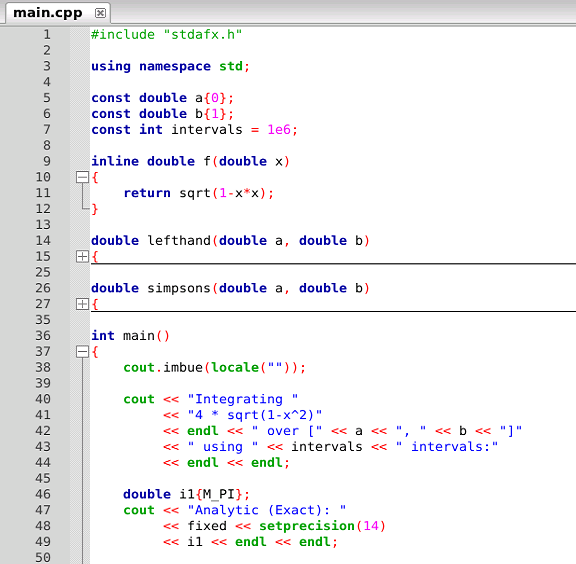 main.cpp
1 #include "stdafx.h"
2
3 using namespace std;
4
5 const double a{0};
6 const double b{1};
7 const int intervals = 1e6;
8
9 inline double f(double x)
10 {
11     return sqrt(1-x*x);
12 }
13
14 double lefthand(double a, double b)
15 {
25
26 double simpsons(double a, double b)
27 {
35
36 int main()
37 {
38     cout.imbue(locale(""));
39
40     cout << "Integrating "
41          << "4 * sqrt(1-x^2)"
42          << endl << " over [" << a << ", " << b << "]"
43          << " using " << intervals << " intervals:"
44          << endl << endl;
45
46     double i1{M_PI};
47     cout << "Analytic (Exact): "
48          << fixed << setprecision(14)
49          << i1 << endl << endl;
50